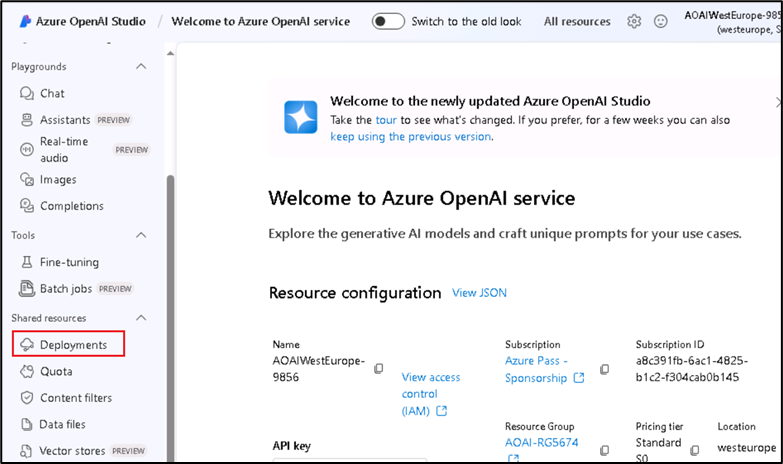 Azure OpenAI Studio / Welcome to Azure OpenAI service Switch to the old look All resources AOAIWestEurope-985
(westeurope, S
Playgrounds
Chat
Assistants PREVIEW
Real-time
audio PREVIEW
Images
Completions
Tools
Fine-tuning
Batch jobs PREVIEW
Shared resources
Deployments
Quota
Content filters
Data files
Vector stores PREVIEW
Welcome to the newly updated Azure OpenAI Studio
Take the tour to see what's changed. If you prefer, for a few weeks you can also
keep using the previous version.
Welcome to Azure OpenAI service
Explore the generative AI models and craft unique prompts for your use cases.
Resource configuration View JSON
Name
AOAIWestEurope-
9856
View access
control
(IAM)
Subscription
Azure Pass -
Sponsorship
Subscription ID
a8c391fb-6ac1-4825-
b1c2-f304cab0b145
API key
Resource Group
AOAI-RG5674
Pricing tier
Standard
S0
Location
westeurope